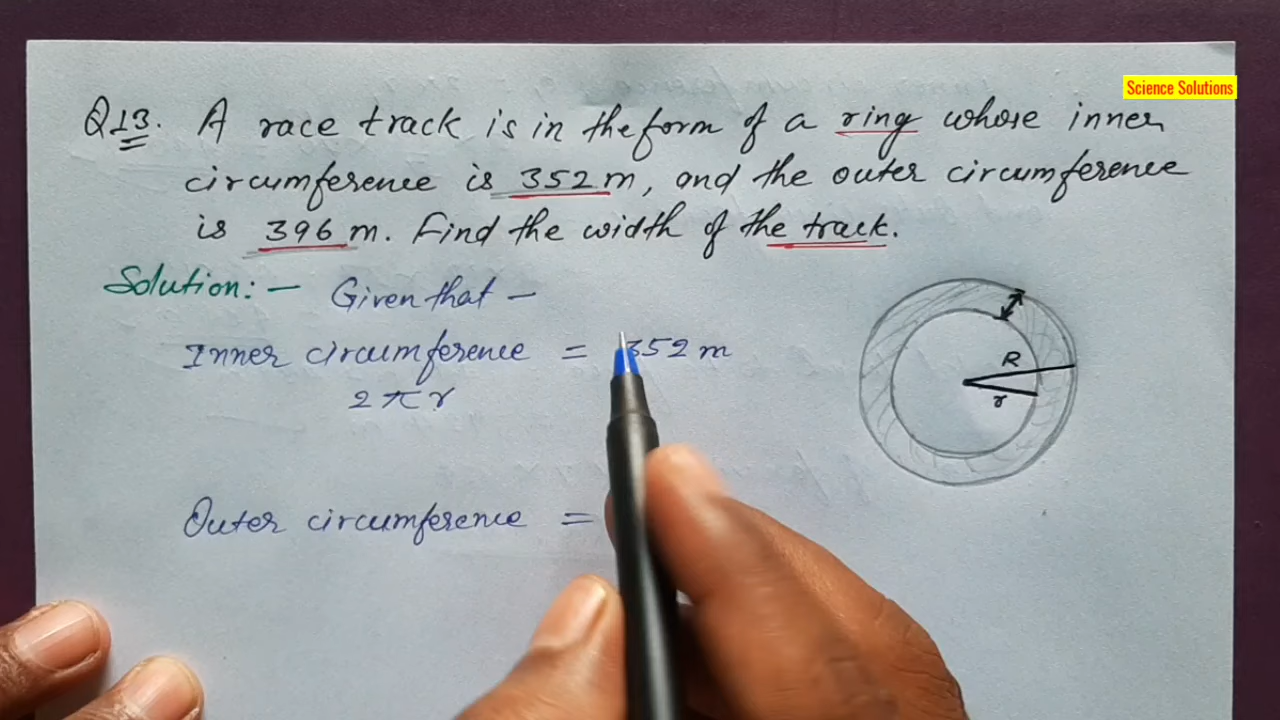 Science Solutions
Q13. A race track is in the form of a ring whose inner
circumference is 352 m, and the outer circumference
is 396 m. Find the width of the track.
Solution:- Given that -
Inner circumference = 352 m
2πr
R
r
Outer circumference =